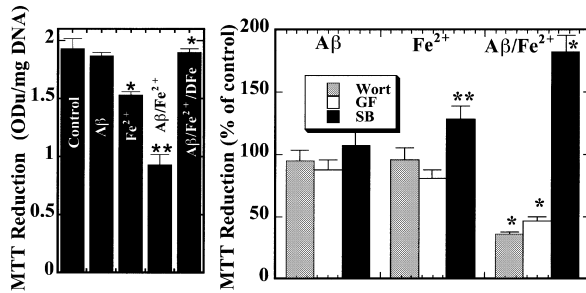 MTT Reduction (ODu/mg DNA)
2
1.5
1
0.5
0
Control
Aβ
Fe²⁺
Aβ/Fe²⁺
Aβ/Fe²⁺/DFe
*
**
*
MTT Reduction (% of control)
200
150
100
50
0
Aβ
Fe²⁺
Aβ/Fe²⁺
Wort
GF
SB
**
*
*
*